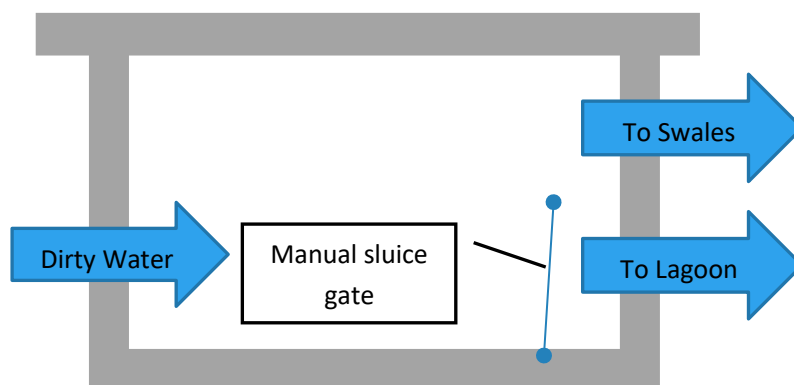 To Swales
Dirty Water
Manual sluice
gate
To Lagoon